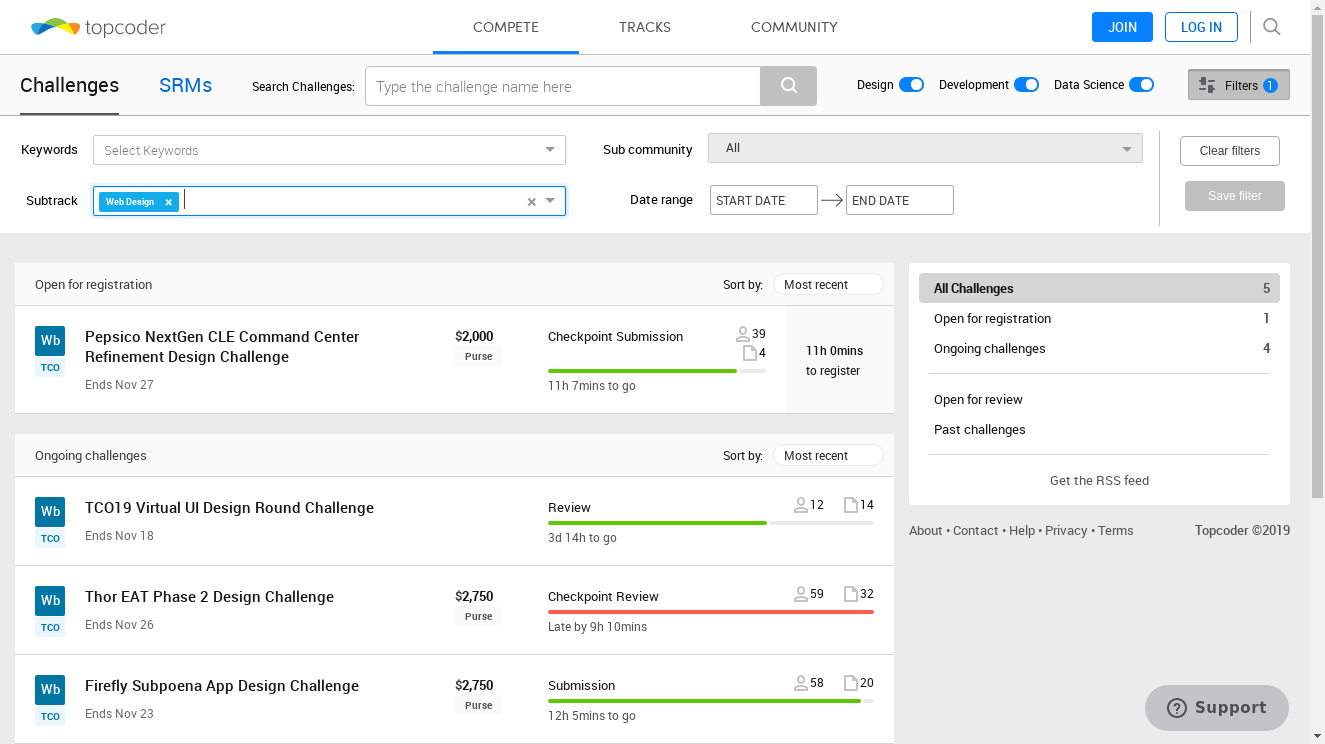 topcoder
COMPETE
TRACKS
COMMUNITY
JOIN
LOG IN
Challenges
SRMs
Search Challenges:
Type the challenge name here
Design
Development
Data Science
Filters 1
Keywords
Select Keywords
Sub community
All
Clear filters
Subtrack
Web Design ×
×
Date range
START DATE
END DATE
Save filter
Open for registration
Sort by:
Most recent
Wb
TCO
Pepsico NextGen CLE Command Center
Refinement Design Challenge
Ends Nov 27
$2,000
Purse
Checkpoint Submission
39
4
11h 7mins to go
11h 0mins
to register
Ongoing challenges
Sort by:
Most recent
Wb
TCO
TCO19 Virtual UI Design Round Challenge
Ends Nov 18
Review
12
14
3d 14h to go
Wb
TCO
Thor EAT Phase 2 Design Challenge
Ends Nov 26
$2,750
Purse
Checkpoint Review
59
32
Late by 9h 10mins
Wb
TCO
Firefly Subpoena App Design Challenge
Ends Nov 23
$2,750
Purse
Submission
58
20
12h 5mins to go
All Challenges 5
Open for registration 1
Ongoing challenges 4
Open for review
Past challenges
Get the RSS feed
About • Contact • Help • Privacy • Terms
Topcoder ©2019
Support